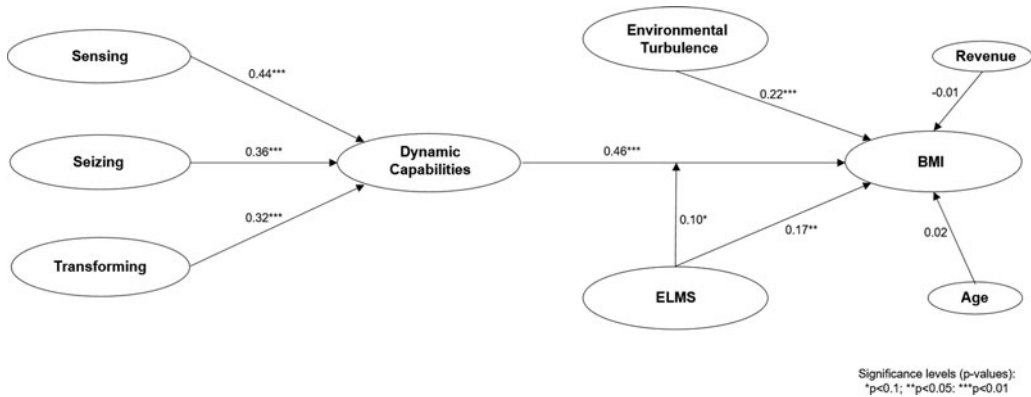 Environmental
Turbulence
Sensing
Revenue
0.44***
0.22***
-0.01
Seizing
0.36***
Dynamic
Capabilities
0.46***
BMI
0.32***
0.10*
0.17**
0.02
Transforming
ELMS
Age
Significance levels (p-values):
*p<0.1; **p<0.05: ***p<0.01